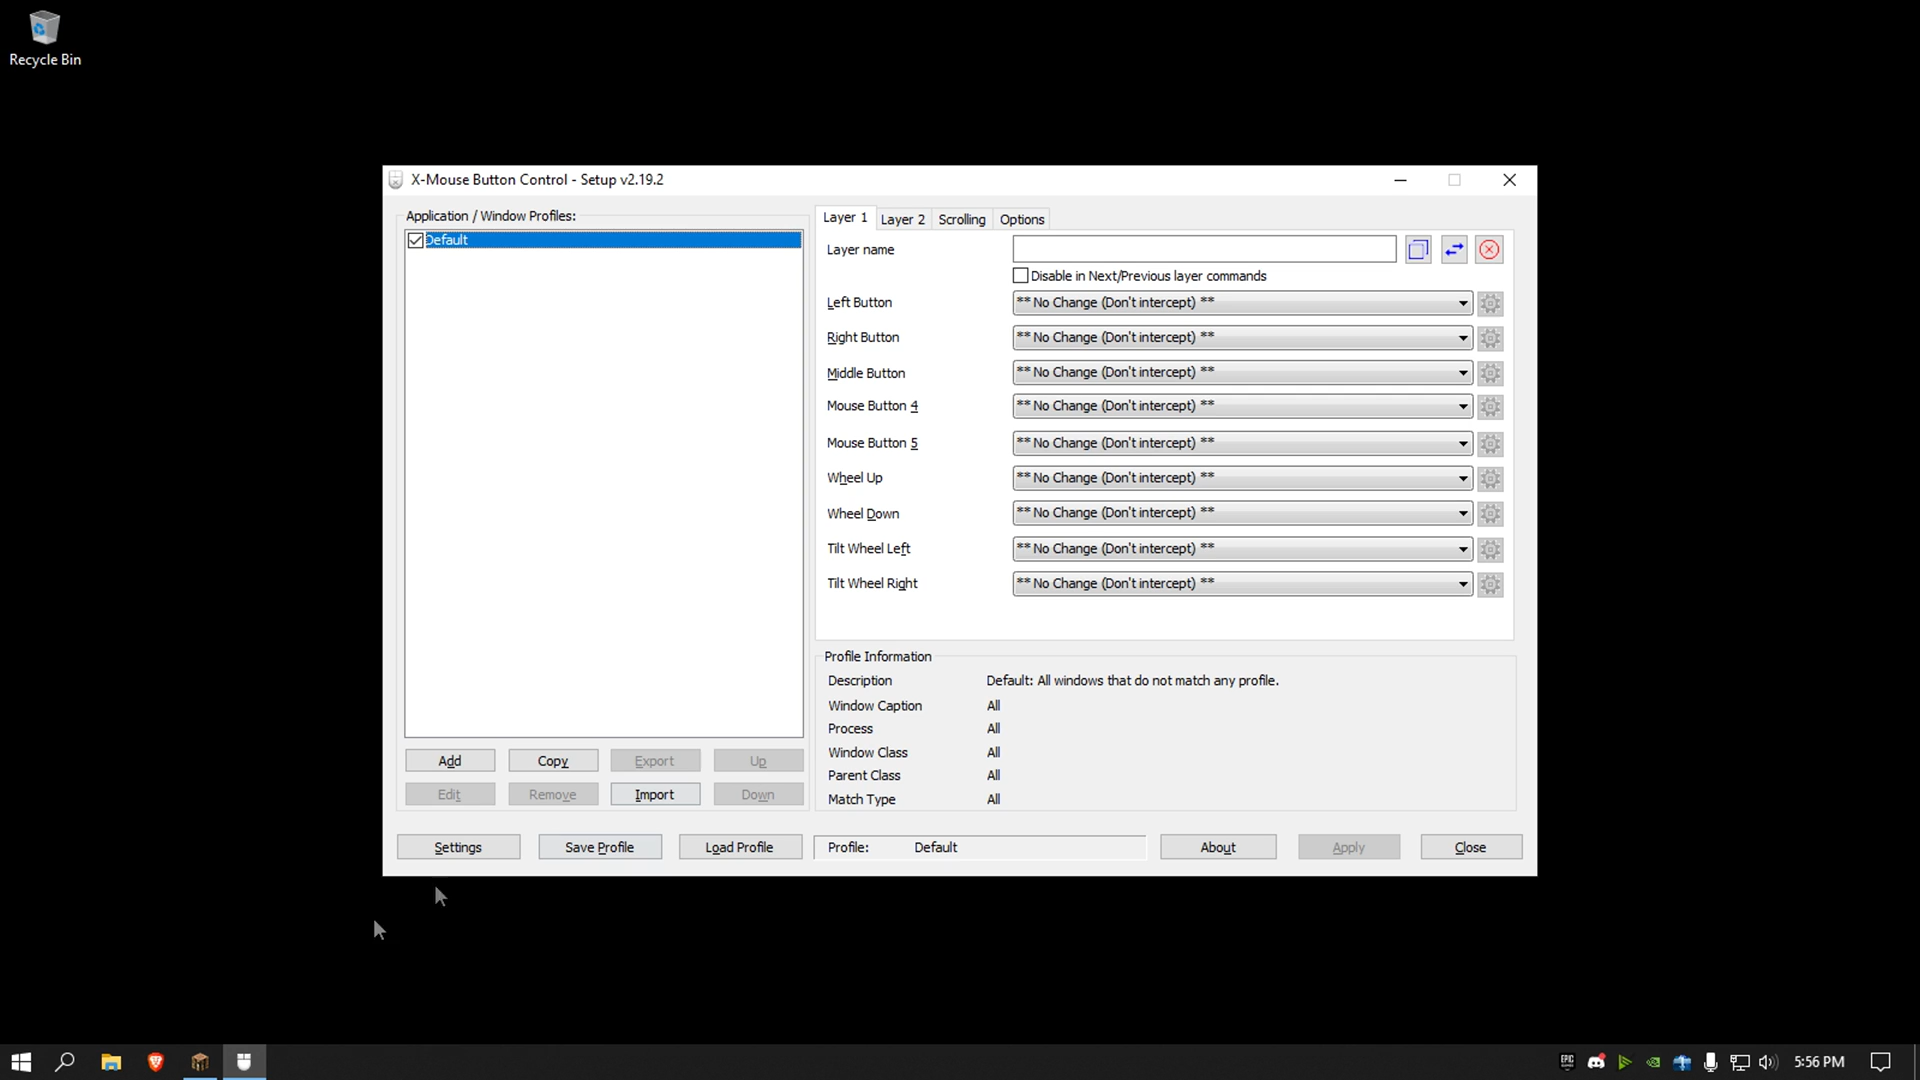 Recycle Bin
X-Mouse Button Control - Setup v2.19.2
Application / Window Profiles:
Default
Layer 1
Layer 2
Scrolling
Options
Layer name
Disable in Next/Previous layer commands
Left Button
** No Change (Don't intercept) **
Right Button
** No Change (Don't intercept) **
Middle Button
** No Change (Don't intercept) **
Mouse Button 4
** No Change (Don't intercept) **
Mouse Button 5
** No Change (Don't intercept) **
Wheel Up
** No Change (Don't intercept) **
Wheel Down
** No Change (Don't intercept) **
Tilt Wheel Left
** No Change (Don't intercept) **
Tilt Wheel Right
** No Change (Don't intercept) **
Profile Information
Description
Default: All windows that do not match any profile.
Window Caption
All
Process
All
Window Class
All
Parent Class
All
Match Type
All
Add
Copy
Export
Up
Edit
Remove
Import
Down
Settings
Save Profile
Load Profile
Profile:
Default
About
Apply
Close
EPIC
5:56 PM